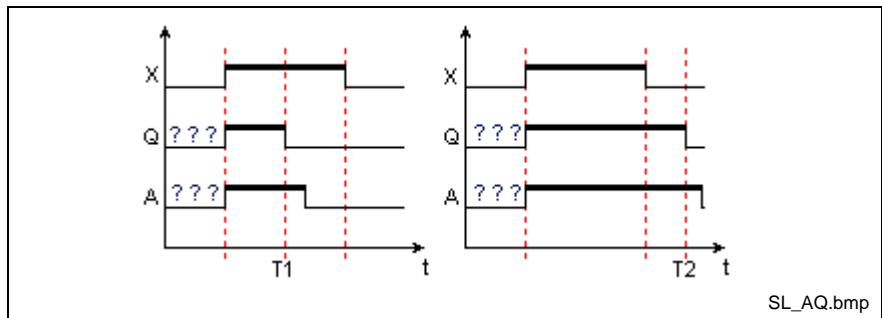 X X
Q ? ? ? Q ? ? ?
A ? ? ? A ? ? ?
T1 t T2 t
SL_AQ.bmp